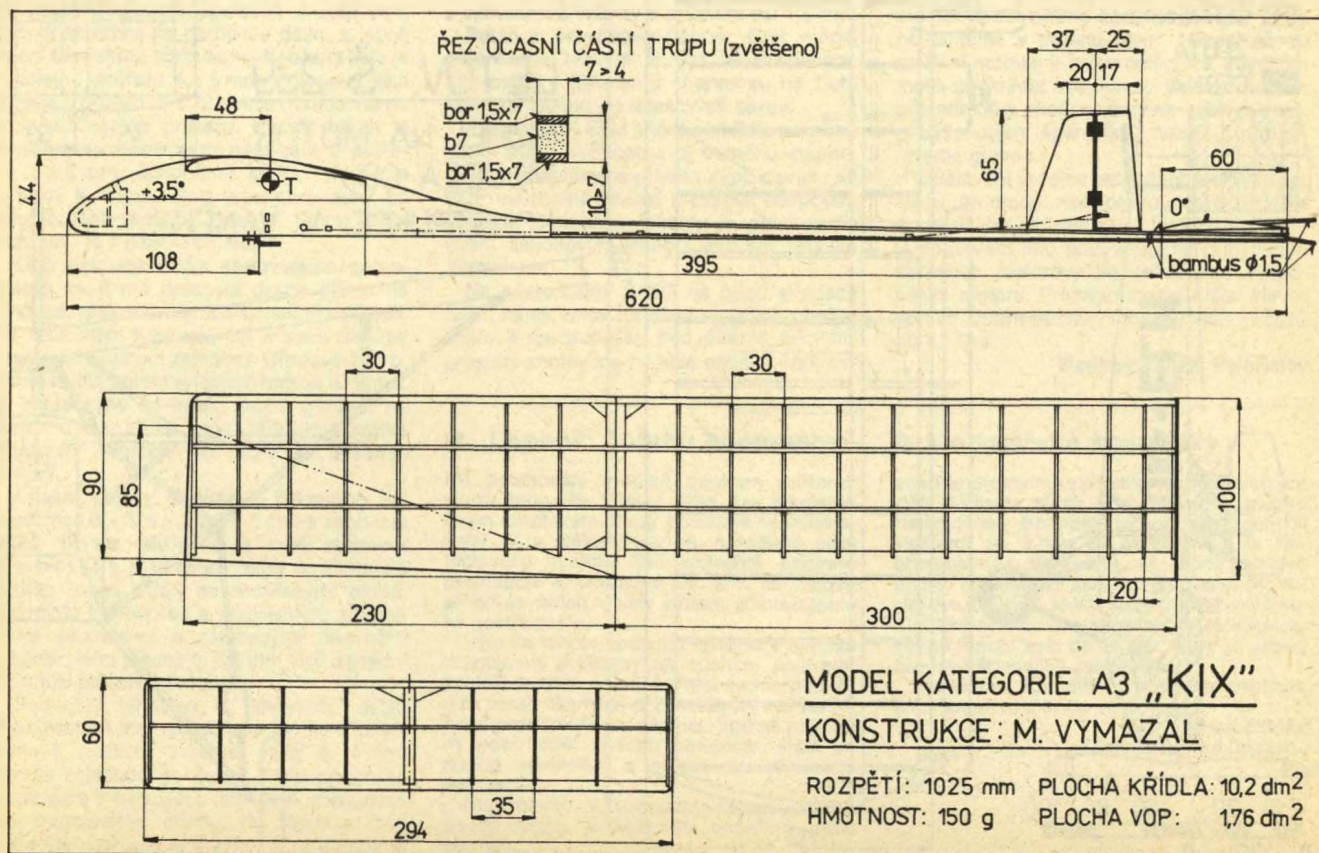 ŘEZ OCASNÍ ČÁSTÍ TRUPU (zvětšeno)
7>4
bor 1,5x7
b7
bor 1,5x7
10>7
37 25
20 17
65
60
0°
bambus ϕ1,5
48
44
+3,5°
T
108
395
620
30
30
90
85
100
20
230
300
60
35
294
MODEL KATEGORIE A3 „KIX"
KONSTRUKCE: M. VYMAZAL
ROZPĚTÍ: 1025 mm PLOCHA KŘÍDLA: 10,2 dm²
HMOTNOST: 150 g PLOCHA VOP: 1,76 dm²